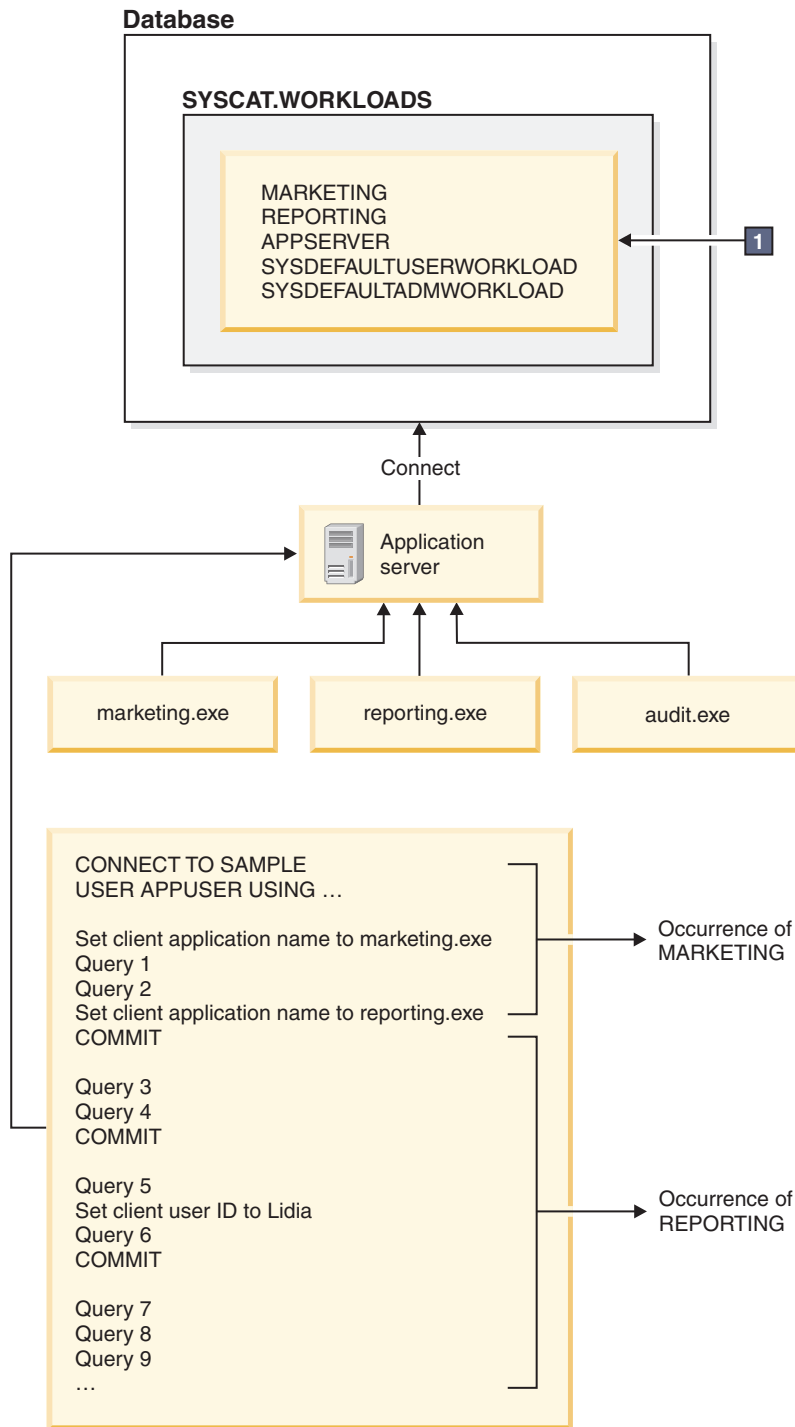 Database
SYSCAT.WORKLOADS
MARKETING
REPORTING
APPSERVER
SYSDEFAULTUSERWORKLOAD
SYSDEFAULTADMWORKLOAD
1
Connect
Application
server
marketing.exe
reporting.exe
audit.exe
CONNECT TO SAMPLE
USER APPUSER USING …
Set client application name to marketing.exe
Query 1
Query 2
Set client application name to reporting.exe
COMMIT
Query 3
Query 4
COMMIT
Query 5
Set client user ID to Lidia
Query 6
COMMIT
Query 7
Query 8
Query 9
…
Occurrence of
MARKETING
Occurrence of
REPORTING